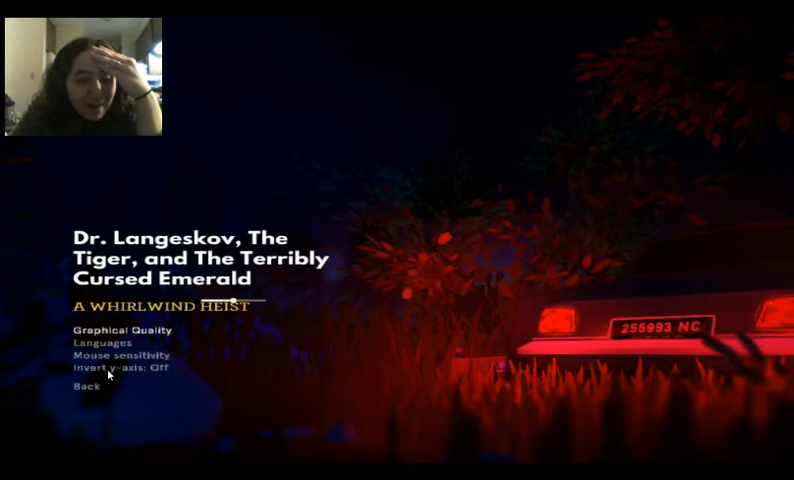 Dr. Langeskov, The
Tiger, and The Terribly
Cursed Emerald
A WHIRLWIND HEIST
Graphical Quality
Languages
Mouse sensitivity
Invert y-axis: Off
Back
255993 NC